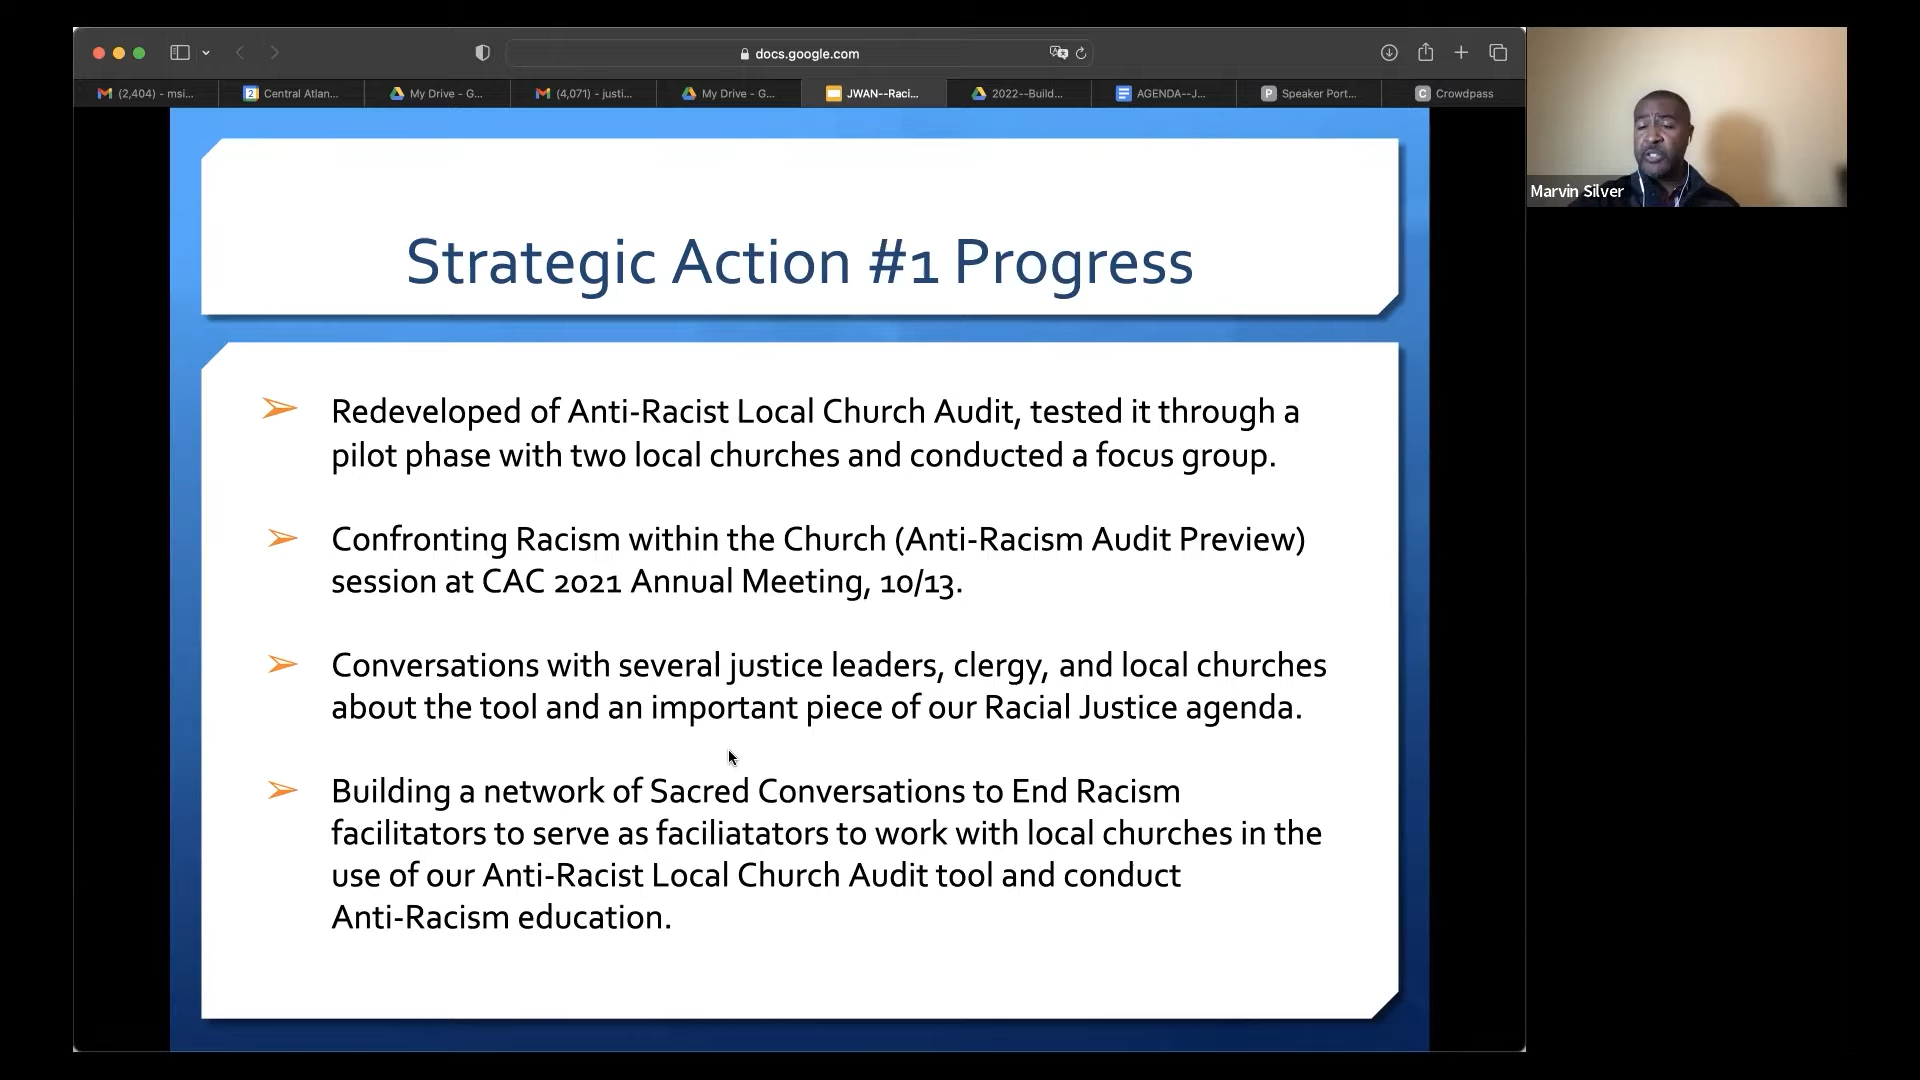 docs.google.com
(2,404) - msi...
2
Central Atlan...
My Drive - G...
(4,071) - justi...
My Drive - G...
JWAN--Raci...
2022--Build...
AGENDA--J...
P
Speaker Port...
C
Crowdpass
Marvin Silver
Strategic Action #1 Progress
Redeveloped of Anti-Racist Local Church Audit, tested it through a
pilot phase with two local churches and conducted a focus group.
Confronting Racism within the Church (Anti-Racism Audit Preview)
session at CAC 2021 Annual Meeting, 10/13.
Conversations with several justice leaders, clergy, and local churches
about the tool and an important piece of our Racial Justice agenda.
Building a network of Sacred Conversations to End Racism
facilitators to serve as faciliatators to work with local churches in the
use of our Anti-Racist Local Church Audit tool and conduct
Anti-Racism education.